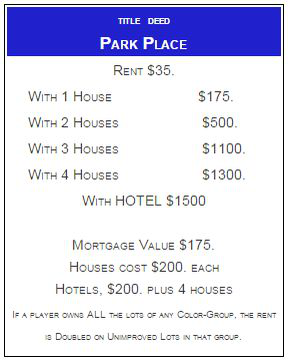 TITLE DEED
PARK PLACE
RENT $35.
WITH 1 HOUSE $175.
WITH 2 HOUSES $500.
WITH 3 HOUSES $1100.
WITH 4 HOUSES $1300.
WITH HOTEL $1500
MORTGAGE VALUE $175.
HOUSES COST $200. EACH
HOTELS, $200. PLUS 4 HOUSES
IF A PLAYER OWNS ALL THE LOTS OF ANY COLOR-GROUP, THE RENT
IS DOUBLED ON UNIMPROVED LOTS IN THAT GROUP.